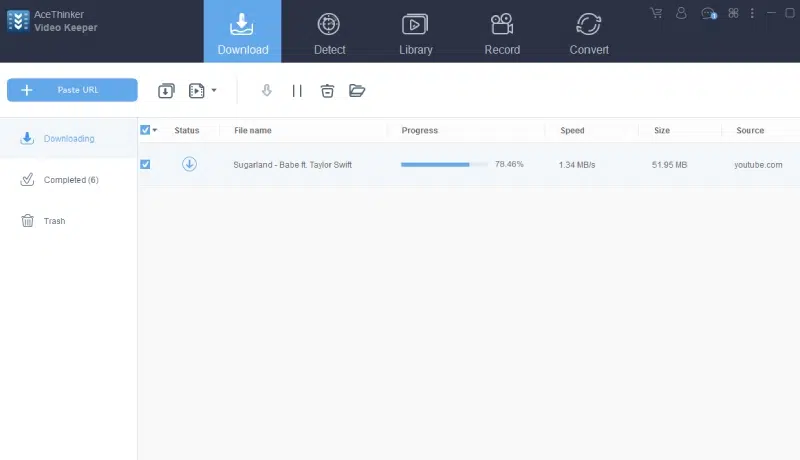 AceThinker
Video Keeper
Download
Detect
Library
Record
Convert
Paste URL
Downloading
Completed (6)
Trash
Status
File name
Progress
Speed
Size
Source
Sugarland - Babe ft. Taylor Swift
78.46%
1.34 MB/s
51.95 MB
youtube.com